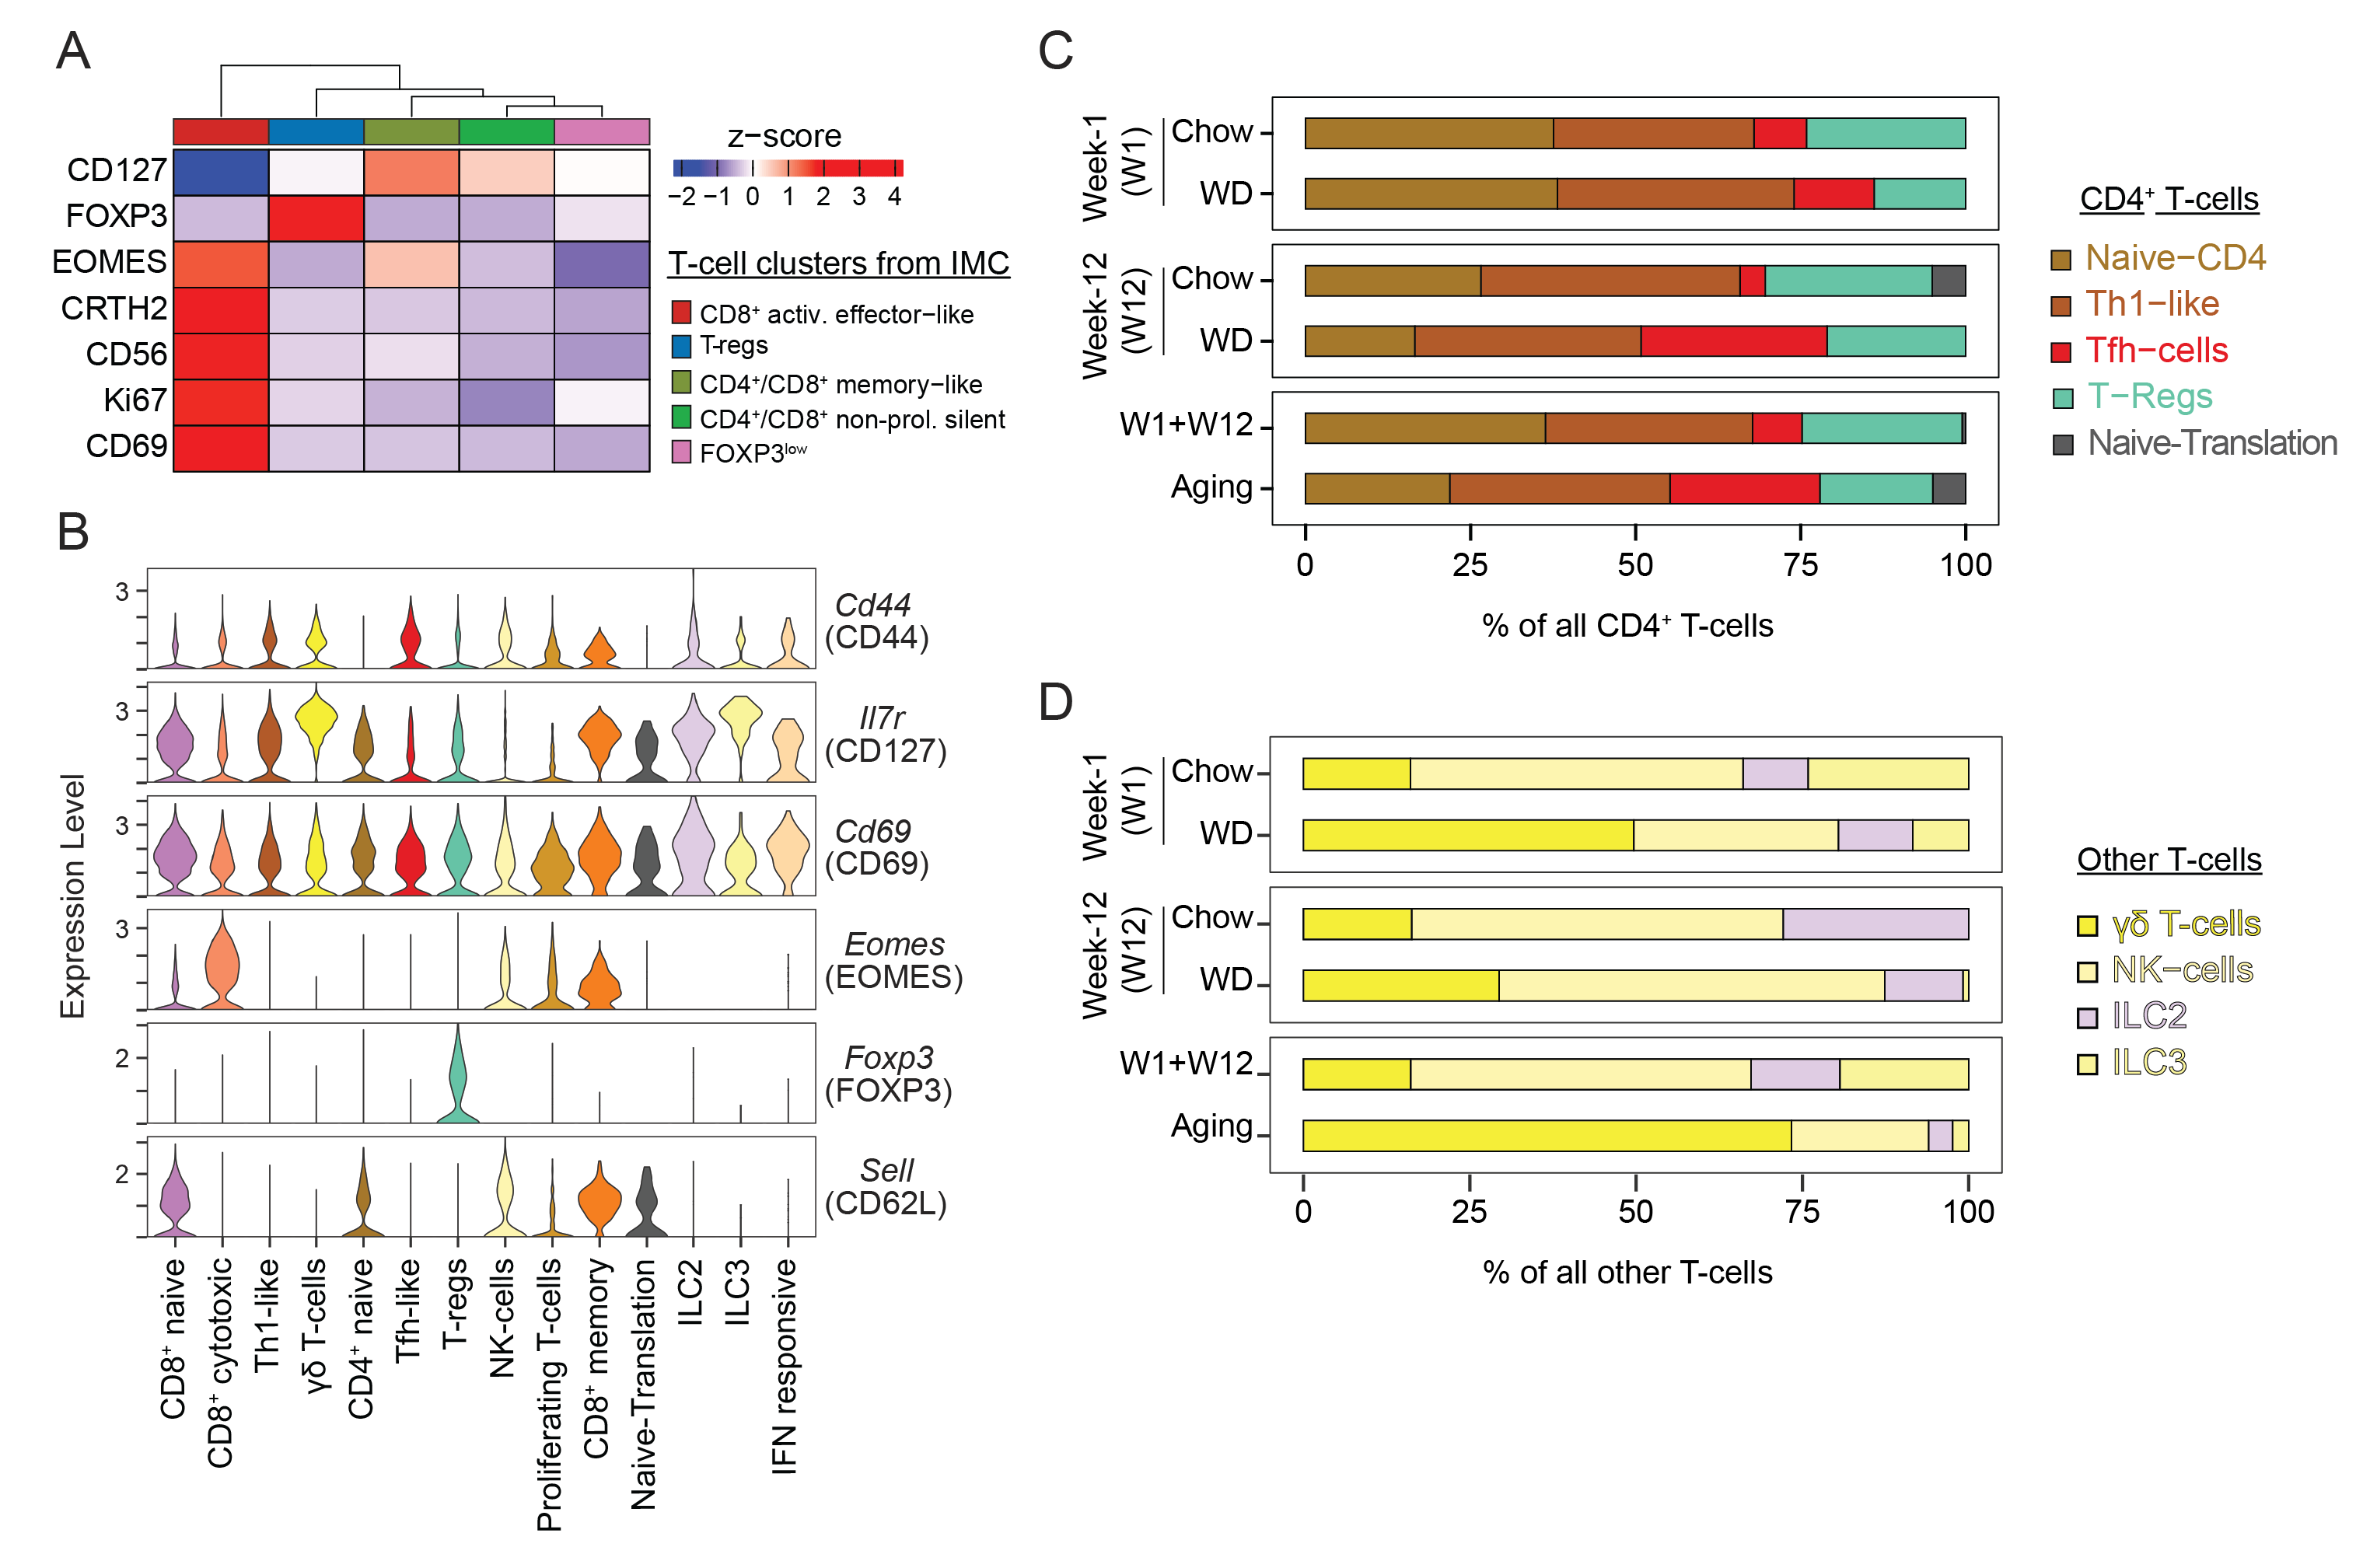 A
CD127
FOXP3
EOMES
CRTH2
CD56
Ki67
CD69
z−score
−2 −1 0 1 2 3 4
T-cell clusters from IMC
CD8⁺ activ. effector−like
T-regs
CD4⁺/CD8⁺ memory−like
CD4⁺/CD8⁺ non-prol. silent
FOXP3ˡᵒʷ
B
Expression Level
3
Cd44
(CD44)
3
Il7r
(CD127)
3
Cd69
(CD69)
3
Eomes
(EOMES)
2
Foxp3
(FOXP3)
2
Sell
(CD62L)
CD8⁺ naive
CD8⁺ cytotoxic
Th1-like
γδ T-cells
CD4⁺ naive
Tfh-like
T-regs
NK-cells
Proliferating T-cells
CD8⁺ memory
Naive-Translation
ILC2
ILC3
IFN responsive
C
Week-1
(W1)
Chow
WD
Week-12
(W12)
Chow
WD
W1+W12
Aging
0 25 50 75 100
% of all CD4⁺ T-cells
CD4⁺ T-cells
Naive−CD4
Th1−like
Tfh−cells
T−Regs
Naive-Translation
D
Week-1
(W1)
Chow
WD
Week-12
(W12)
Chow
WD
W1+W12
Aging
0 25 50 75 100
% of all other T-cells
Other T-cells
γδ T-cells
NK−cells
ILC2
ILC3